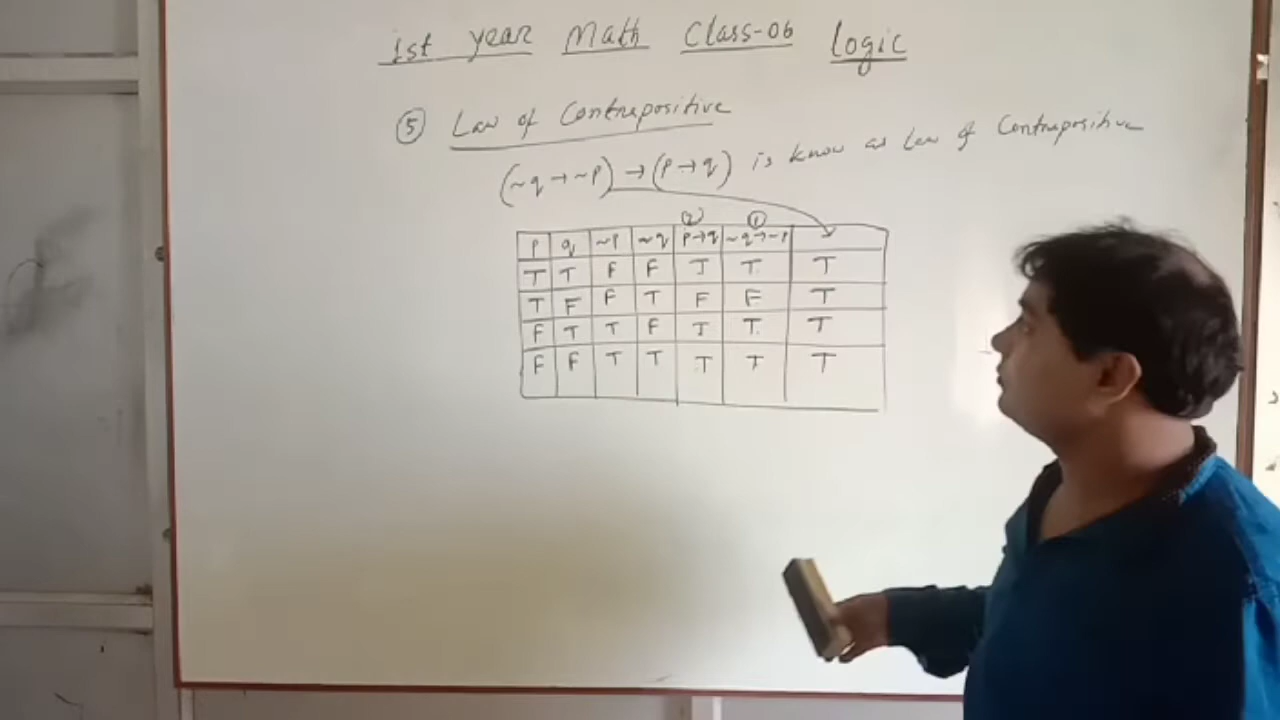 1st year Math Class-06 Logic
⑤ Law of Contrapositive
(~q→~p)→(p→q) is know as Law of Contrapositive
② ①
p q ~p ~q p→q ~q→~p
T T F F T T T
T F F T F F T
F T T F T T T
F F T T T T T